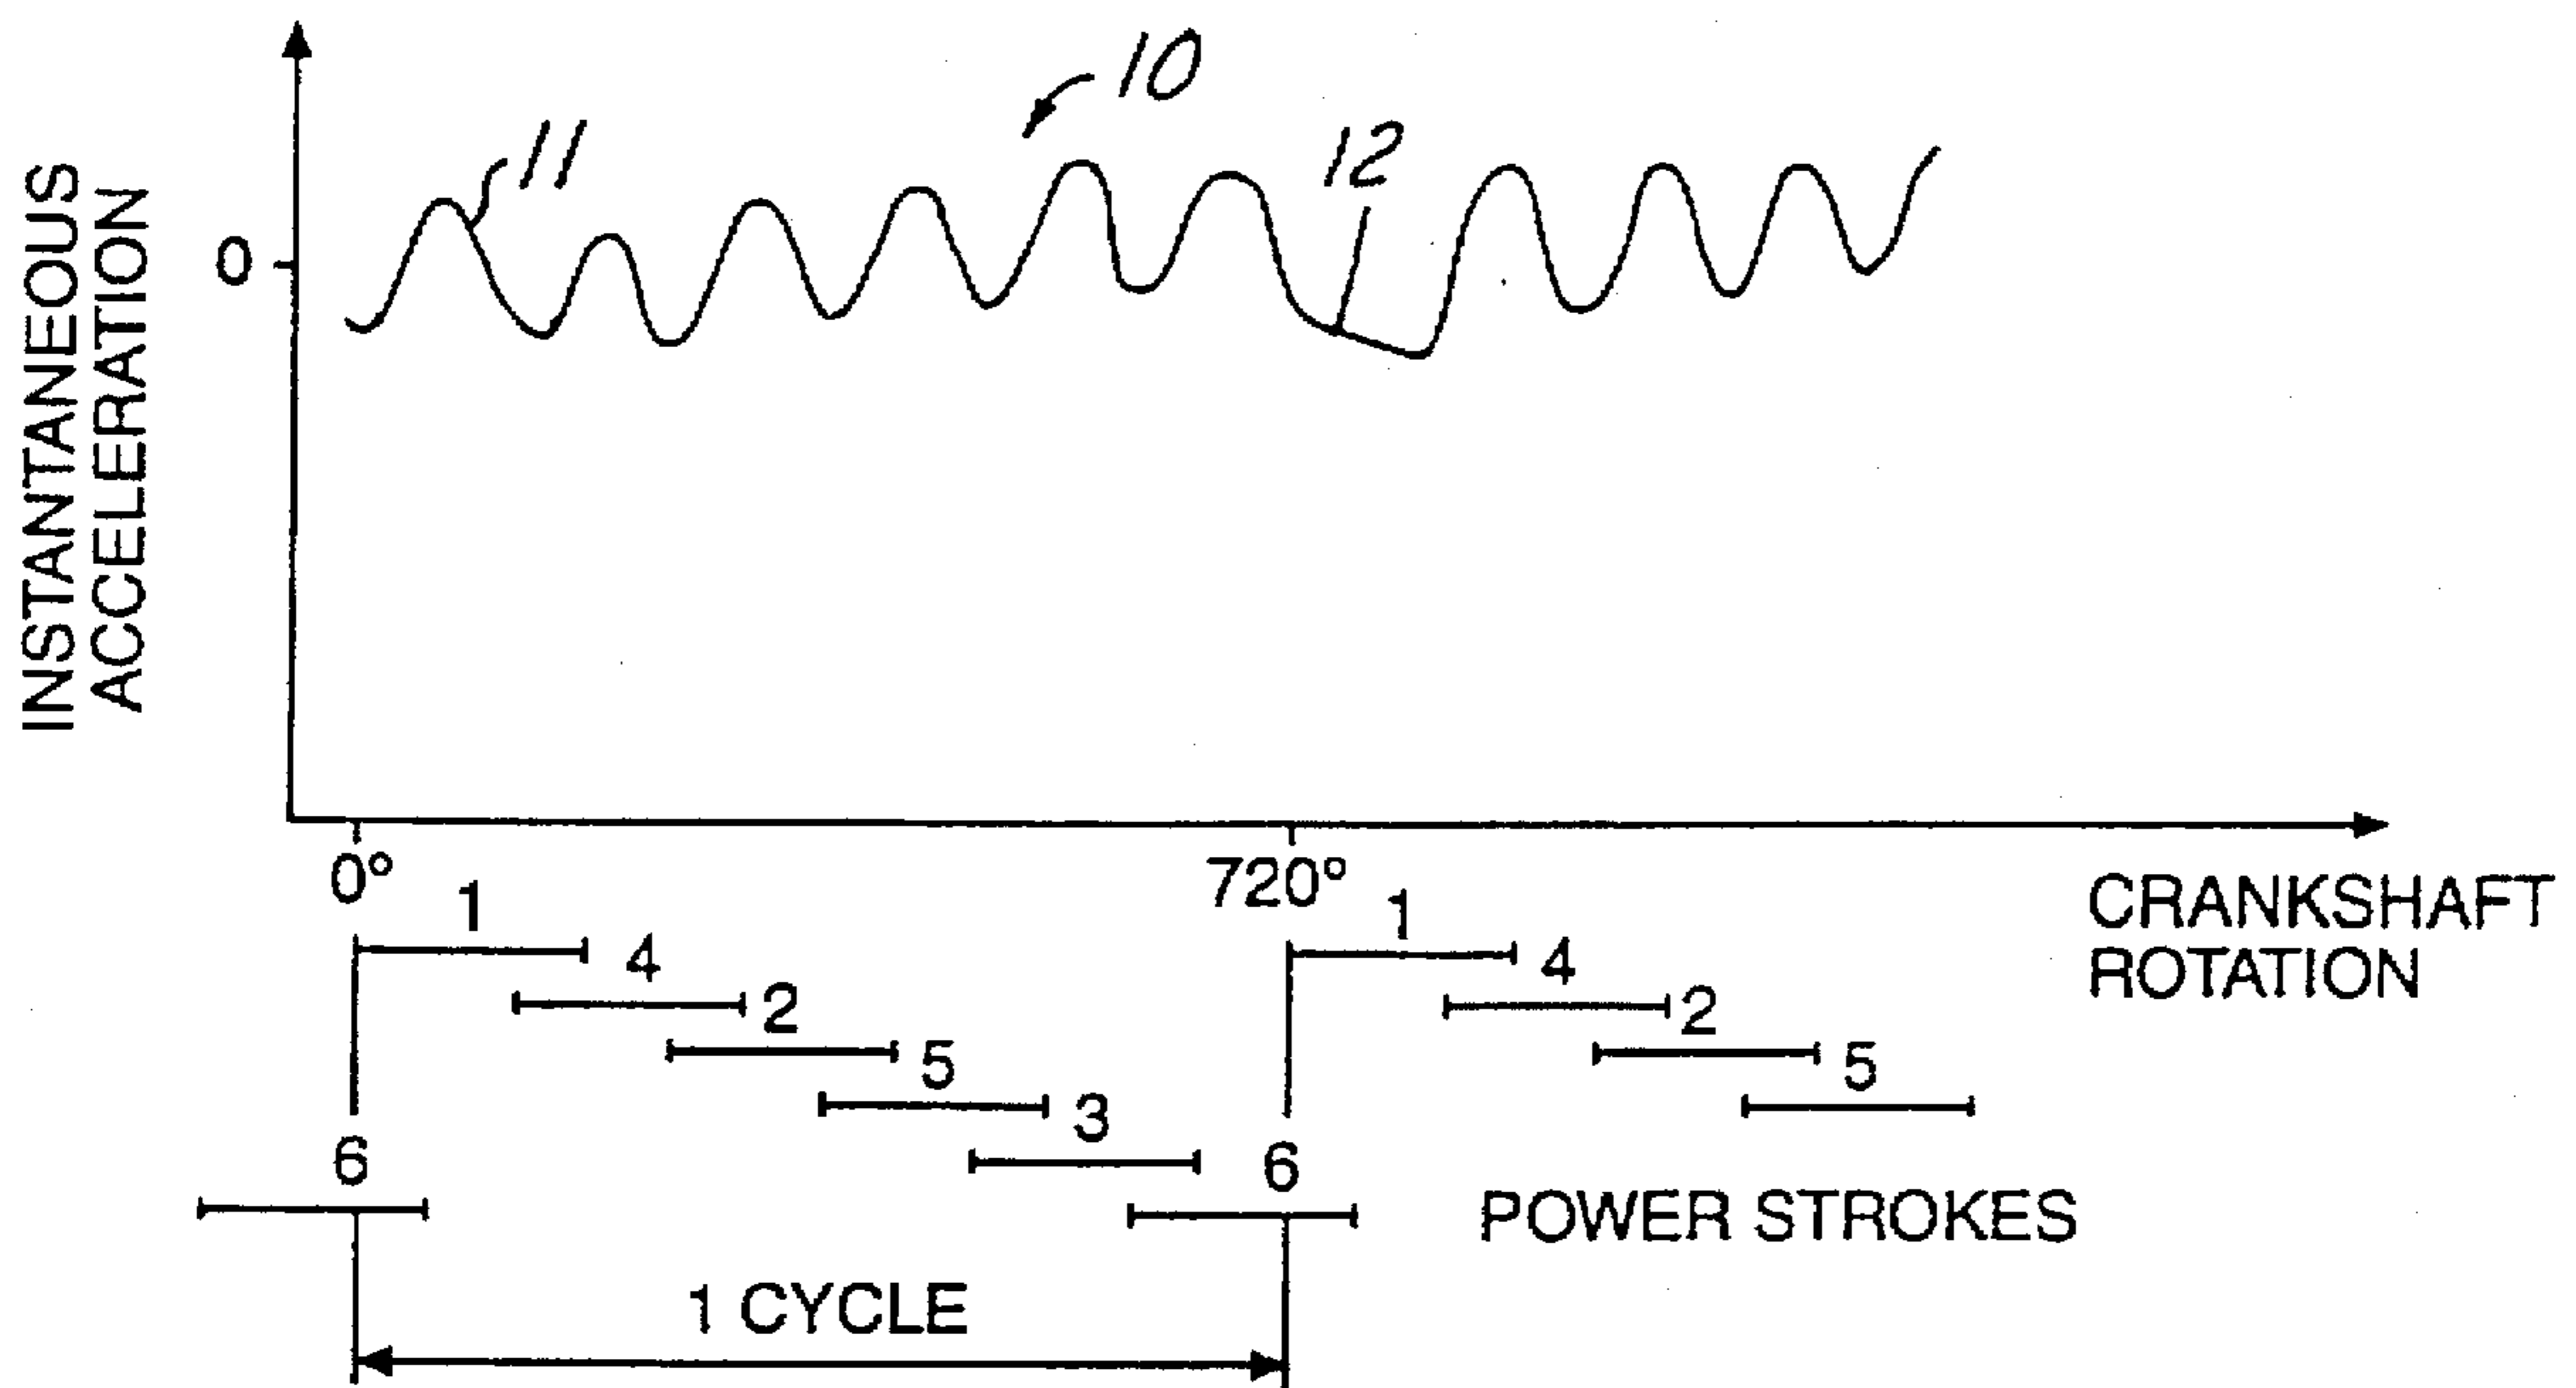 10
11
12
INSTANTANEOUS
ACCELERATION
0
0°
720°
CRANKSHAFT
ROTATION
1
1
4
4
2
2
5
5
3
6
6
POWER STROKES
1 CYCLE